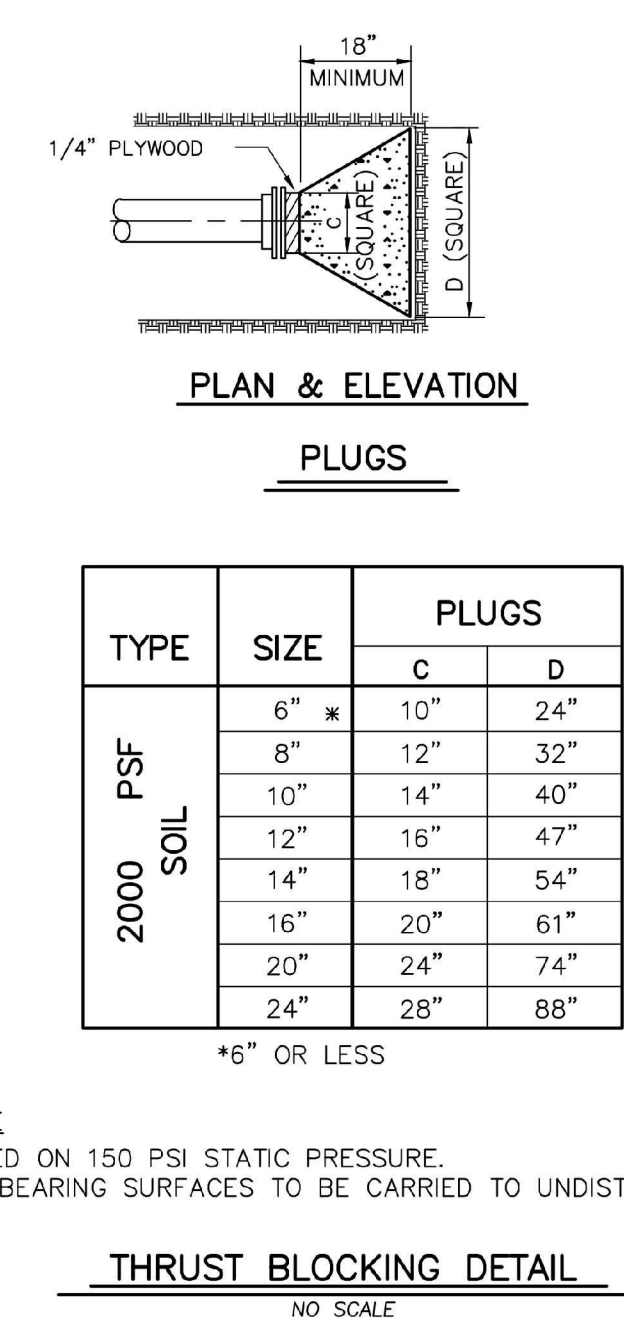 18"
MINIMUM
1/4" PLYWOOD
C
(SQUARE)
D (SQUARE)
PLAN & ELEVATION
PLUGS
TYPE SIZE PLUGS
C D
2000 PSF
SOIL
6" * 10" 24"
8" 12" 32"
10" 14" 40"
12" 16" 47"
14" 18" 54"
16" 20" 61"
20" 24" 74"
24" 28" 88"
*6" OR LESS
ED ON 150 PSI STATIC PRESSURE.
BEARING SURFACES TO BE CARRIED TO UNDIST
THRUST BLOCKING DETAIL
NO SCALE